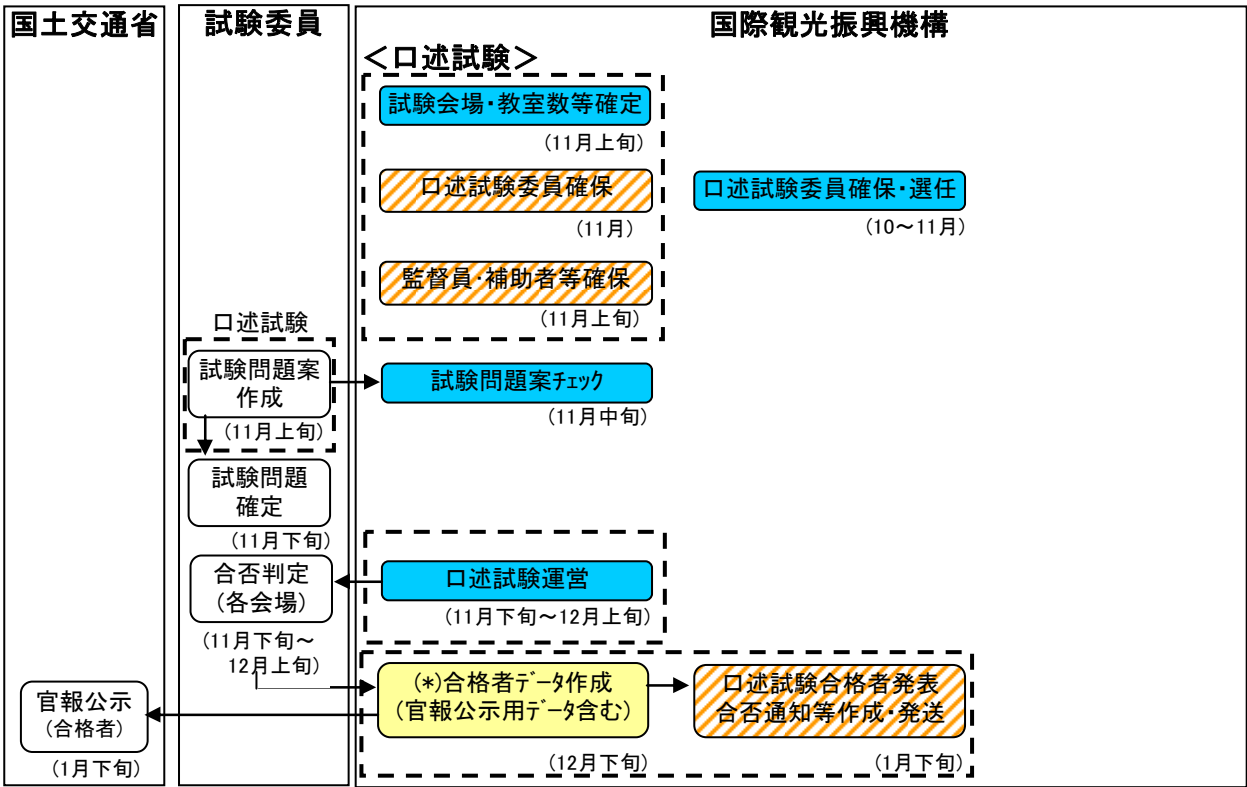 国土交通省
試験委員
国際観光振興機構
＜口述試験＞
試験会場・教室数等確定
(11月上旬)
口述試験委員確保
(11月)
口述試験委員確保・選任
(10～11月)
監督員・補助者等確保
(11月上旬)
口述試験
試験問題案
作成
(11月上旬)
試験問題案ﾁｪｯｸ
(11月中旬)
試験問題
確定
(11月下旬)
合否判定
(各会場)
(11月下旬～
12月上旬)
口述試験運営
(11月下旬～12月上旬)
(*)合格者ﾃﾞｰﾀ作成
(官報公示用ﾃﾞｰﾀ含む)
(12月下旬)
口述試験合格者発表
合否通知等作成・発送
(1月下旬)
官報公示
(合格者)
(1月下旬)